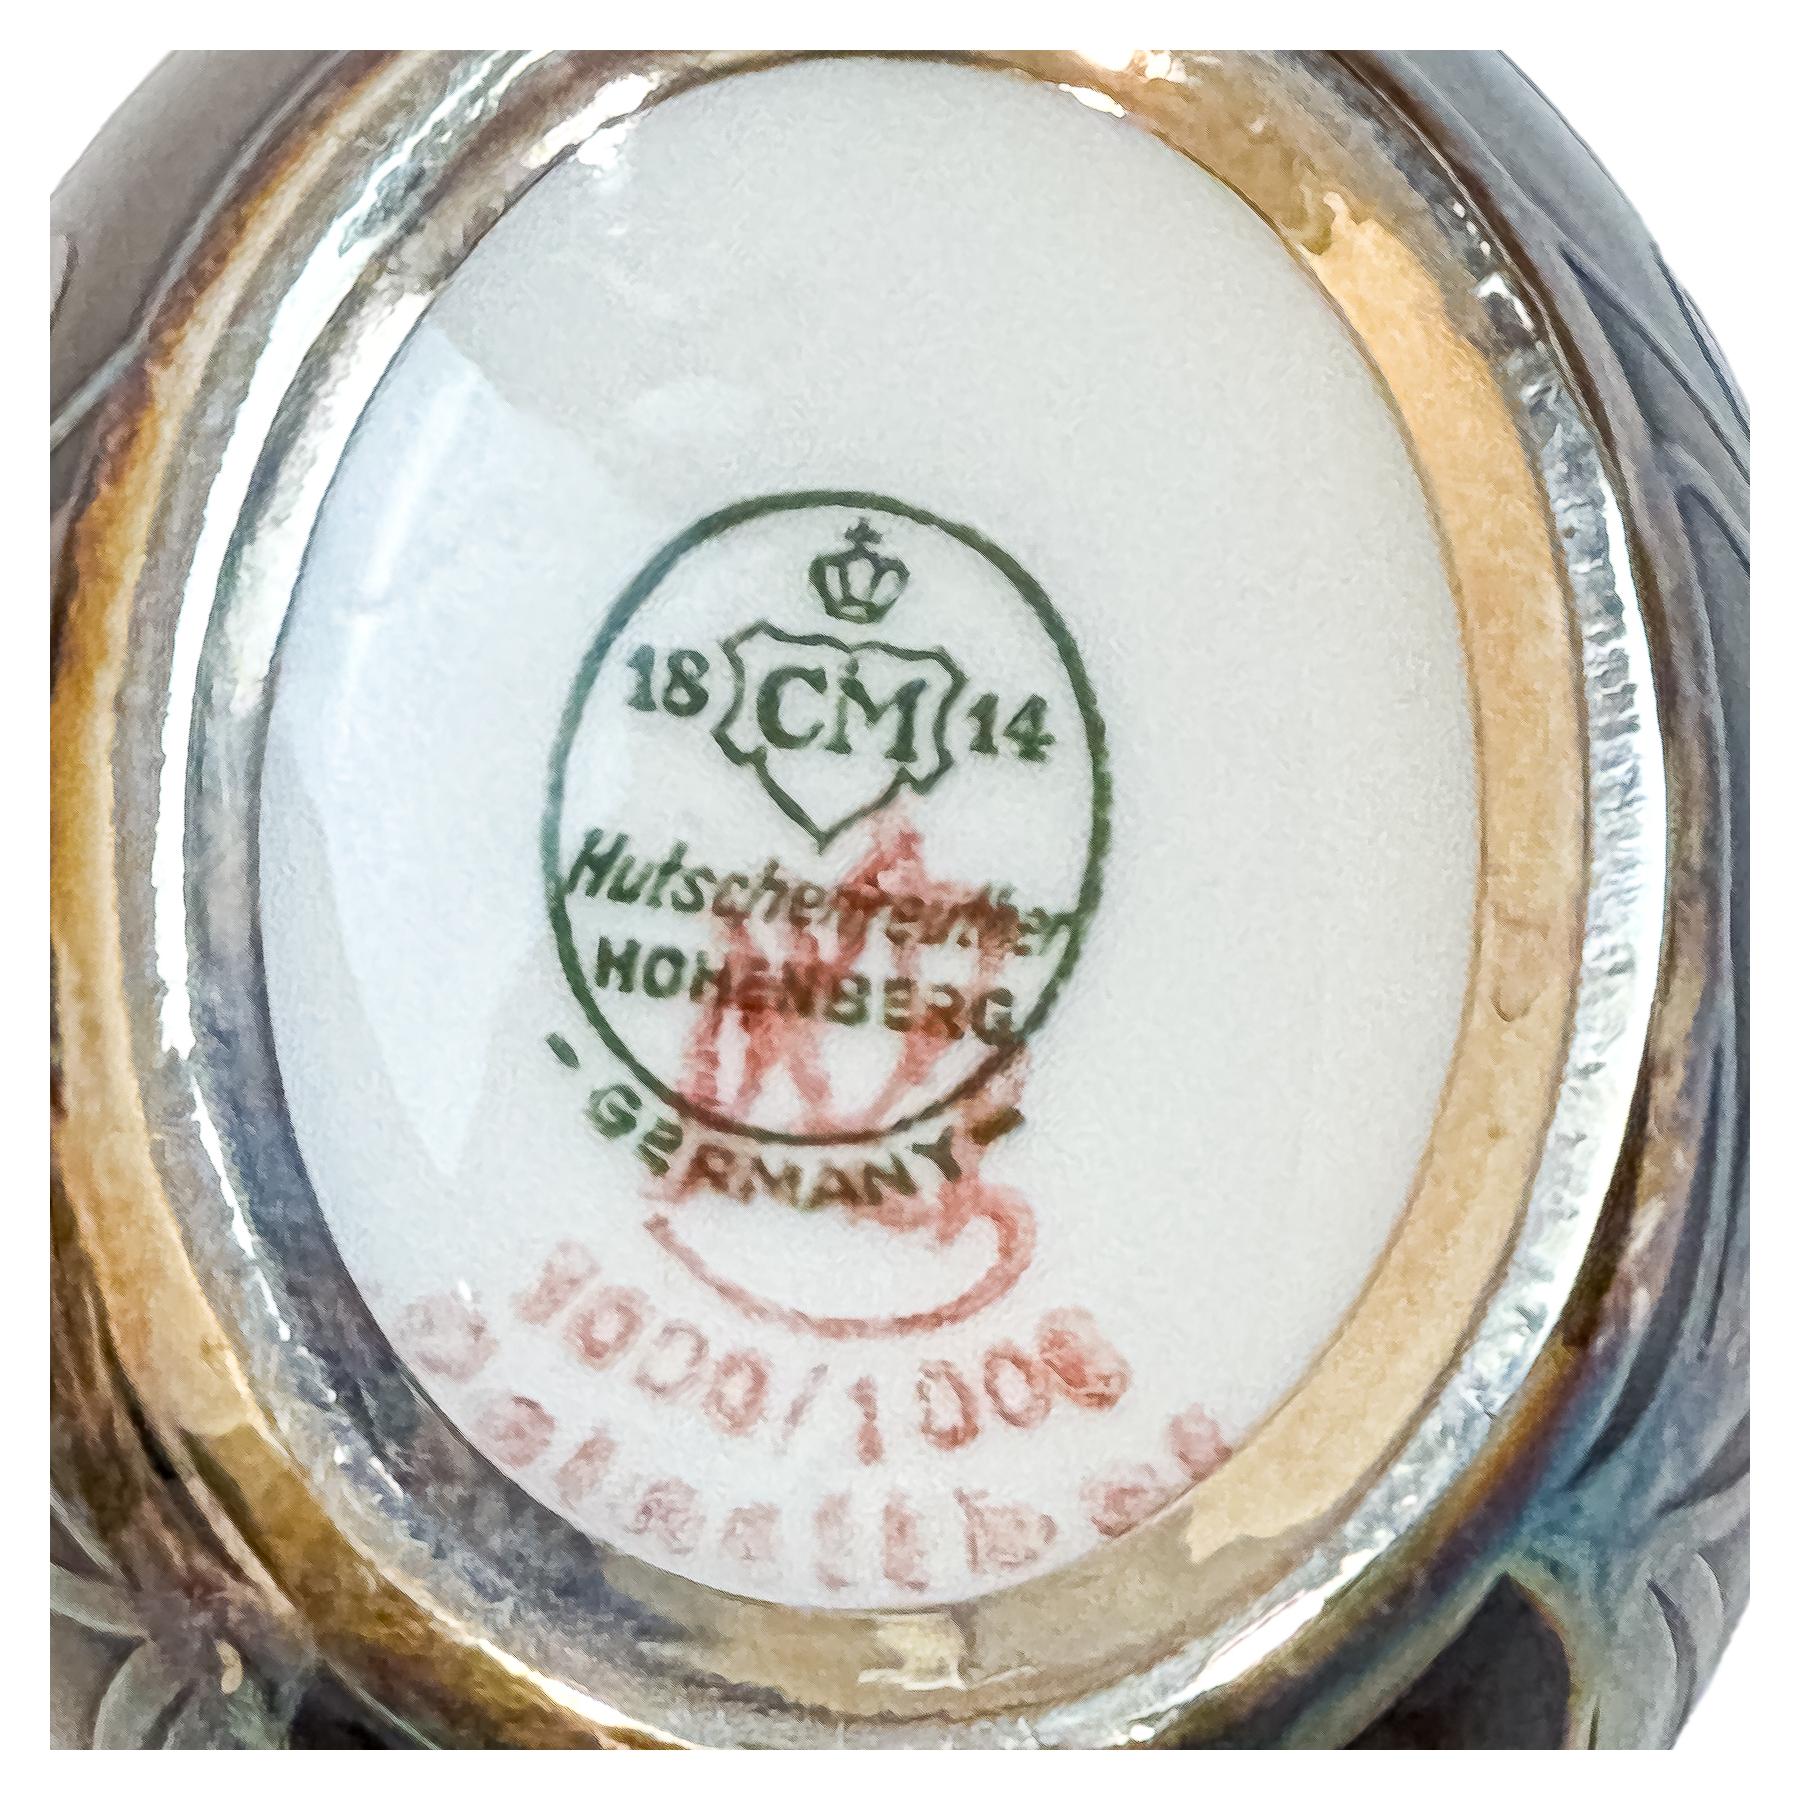 18 CM 14
Hutschenreuther
HOHENBERG
GERMANY
1000/1000